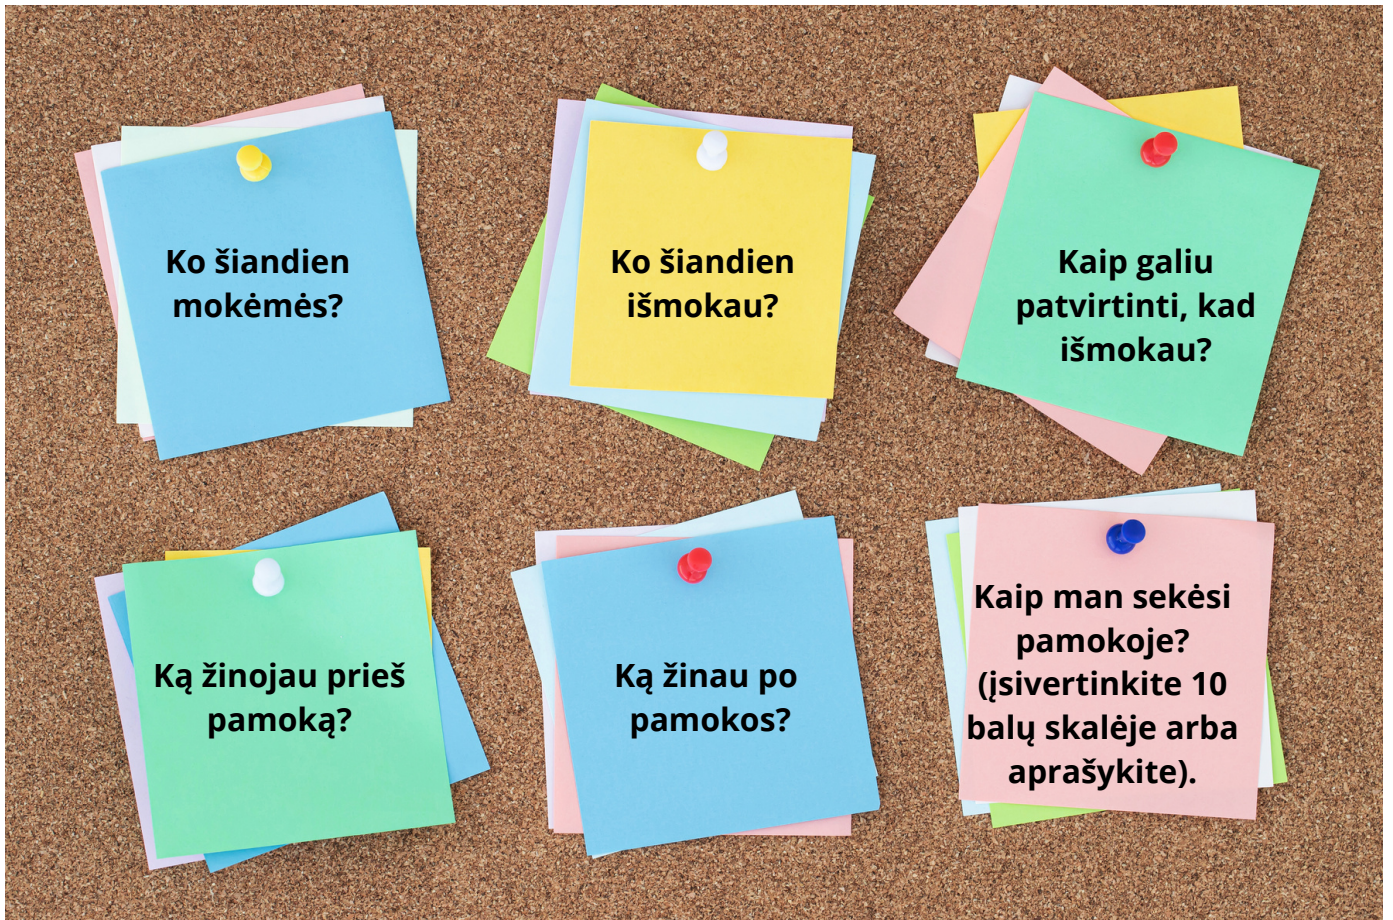 Ko šiandien
mokėmės?
Ko šiandien
išmokau?
Kaip galiu
patvirtinti, kad
išmokau?
Ką žinojau prieš
pamoką?
Ką žinau po
pamokos?
Kaip man sekėsi
pamokoje?
(įsivertinkite 10
balų skalėje arba
aprašykite).